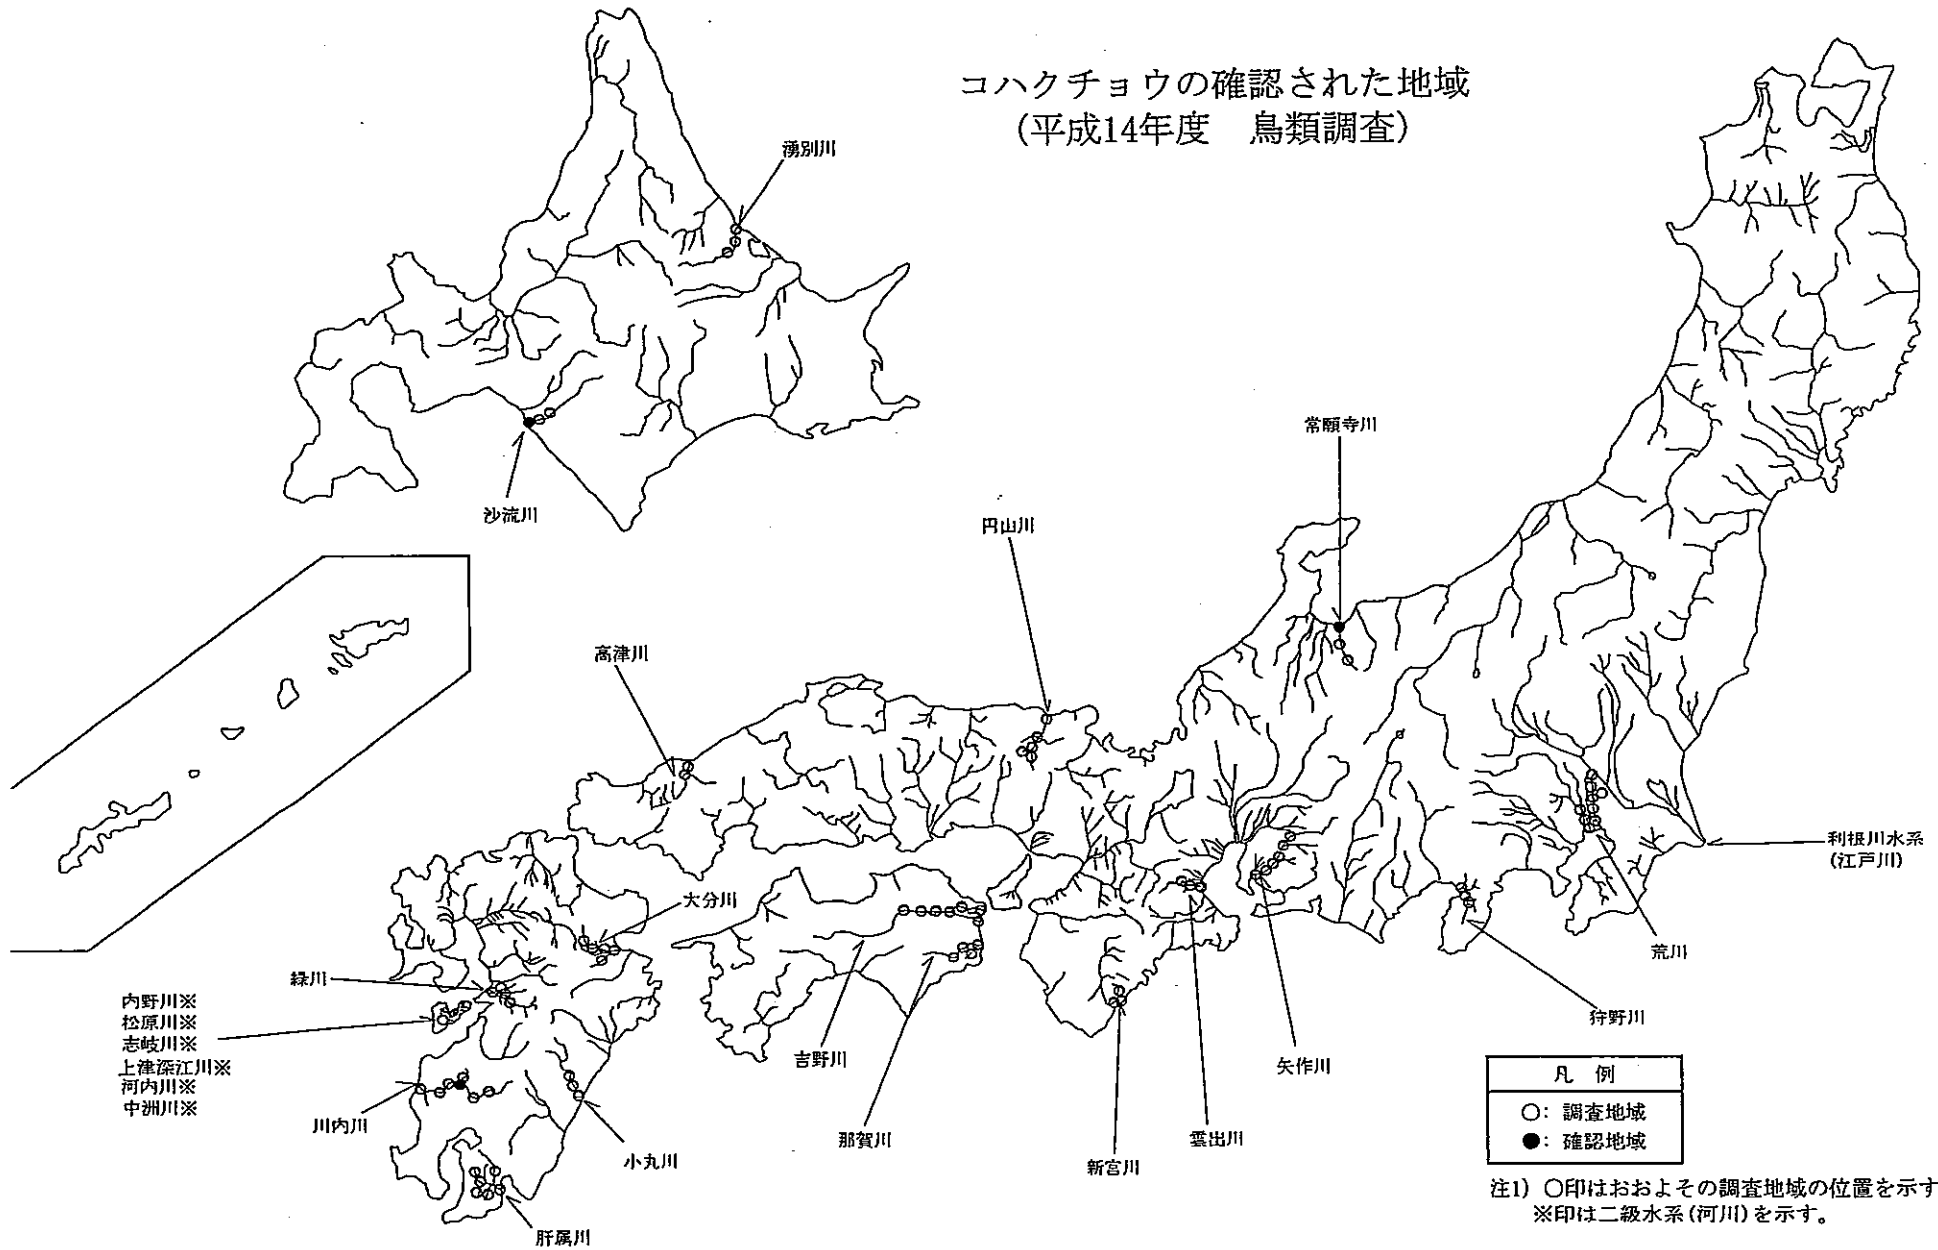 コハクチョウの確認された地域
(平成14年度　鳥類調査)
湧別川
沙流川
常願寺川
円山川
高津川
利根川水系
(江戸川)
大分川
荒川
緑川
内野川※
松原川※
志岐川※
上津深江川※
河内川※
中洲川※
狩野川
吉野川
矢作川
川内川
那賀川
雲出川
小丸川
新宮川
肝属川
凡　例
○：調査地域
●：確認地域
注1) ○印はおおよその調査地域の位置を示す
※印は二級水系(河川)を示す。